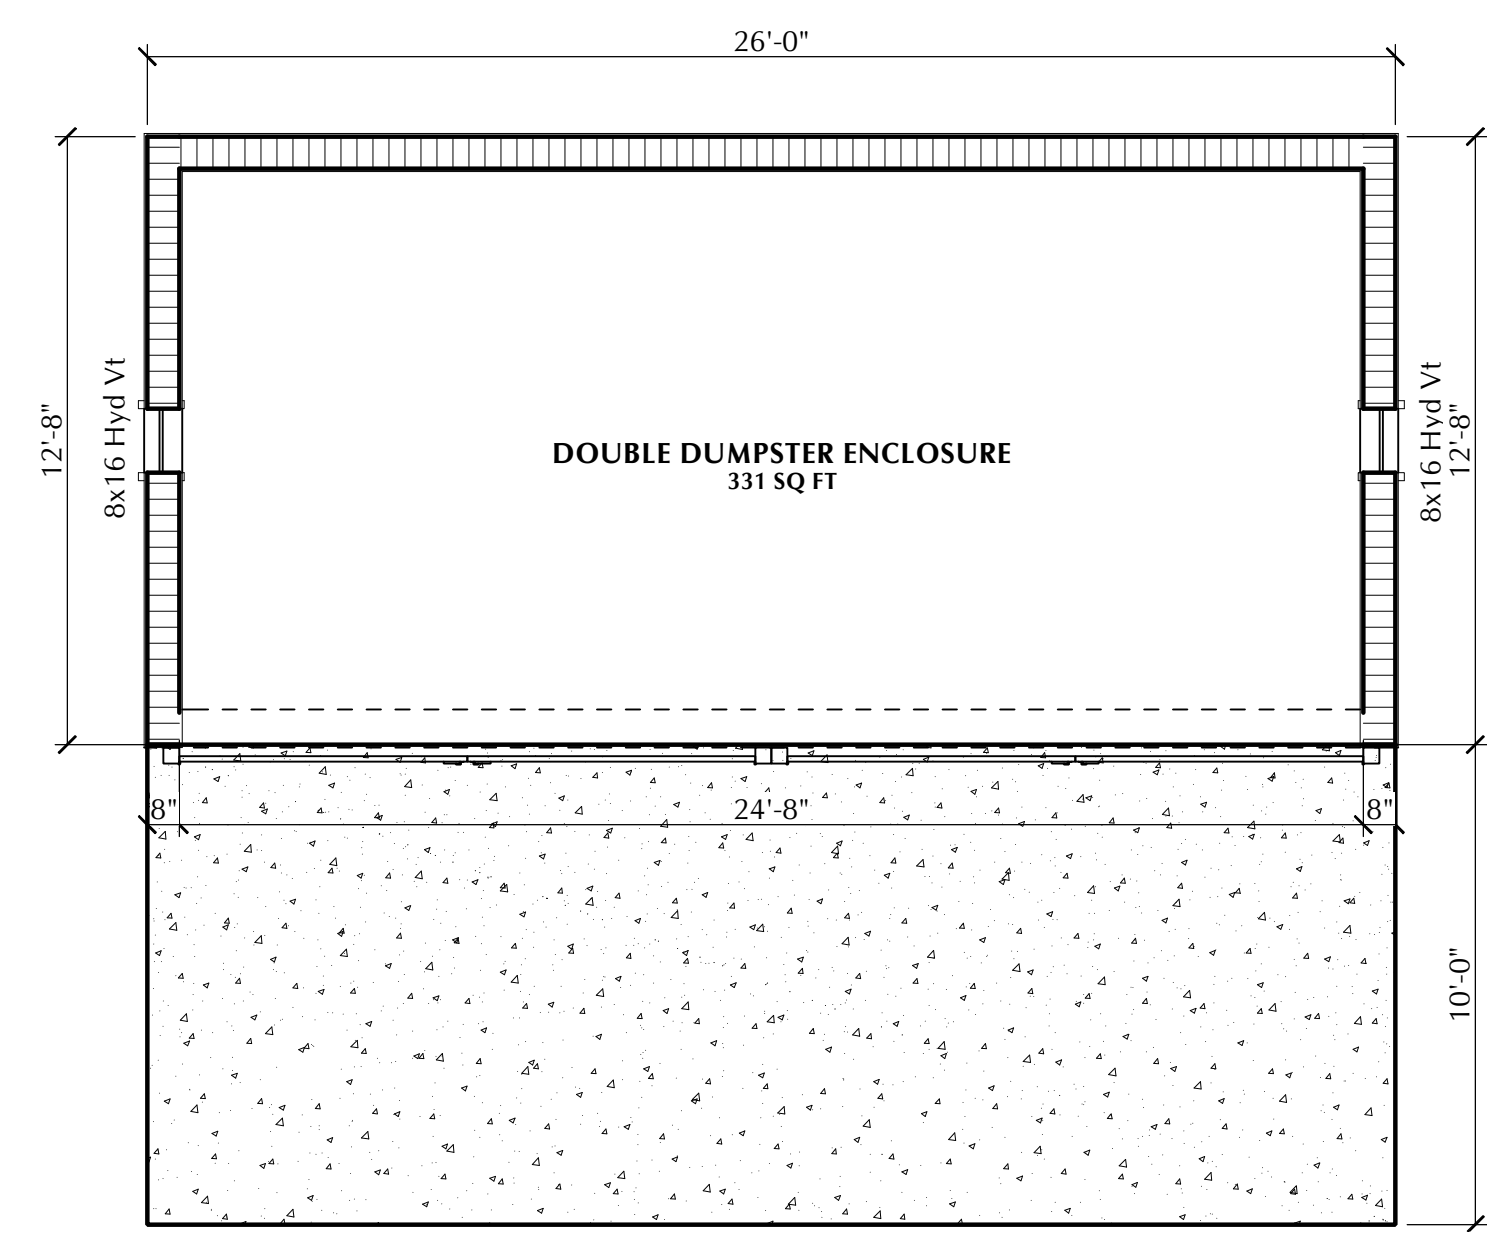 26'-0"
12'-8"
8x16 Hyd Vt
DOUBLE DUMPSTER ENCLOSURE
331 SQ FT
8x16 Hyd Vt
12'-8"
8"
24'-8"
8"
10'-0"